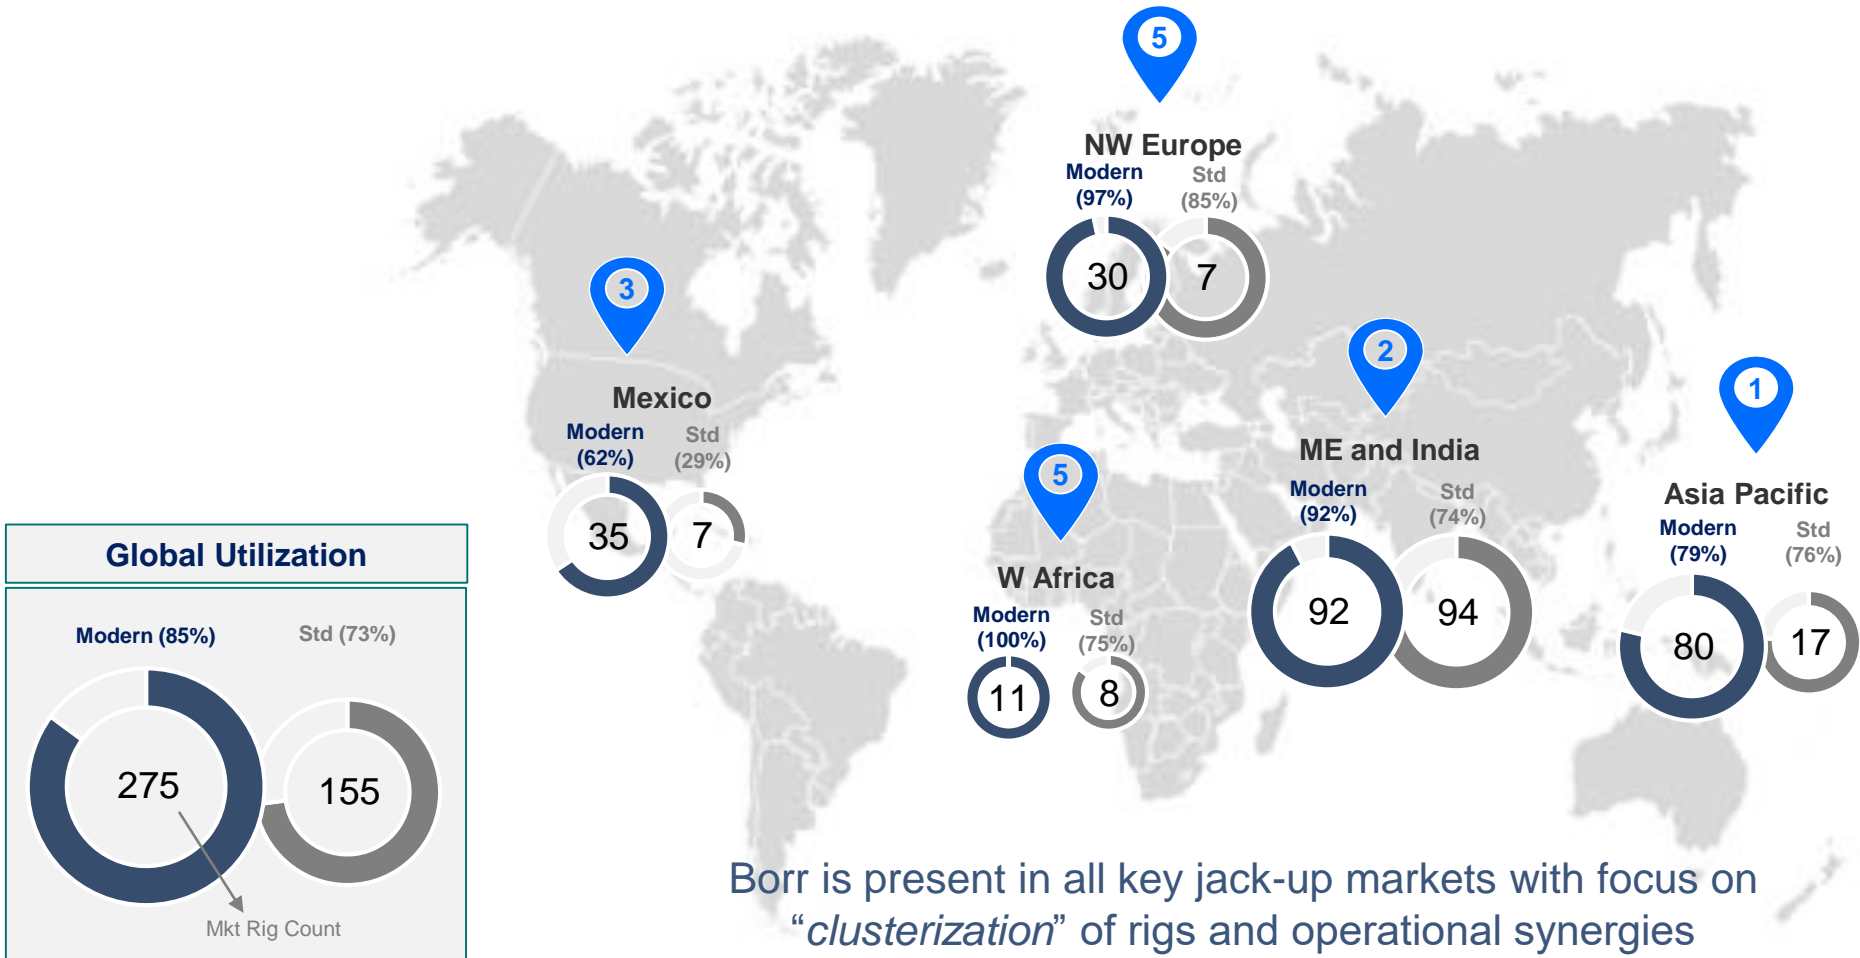 5
NW Europe
Modern
(97%)
Std
(85%)
30
7
3
Mexico
Modern
(62%)
Std
(29%)
35
7
2
ME and India
Modern
(92%)
Std
(74%)
92
94
1
Asia Pacific
Modern
(79%)
Std
(76%)
80
17
5
W Africa
Modern
(100%)
Std
(75%)
11
8
Global Utilization
Modern (85%)
Std (73%)
275
155
Mkt Rig Count
Borr is present in all key jack-up markets with focus on
“clusterization” of rigs and operational synergies